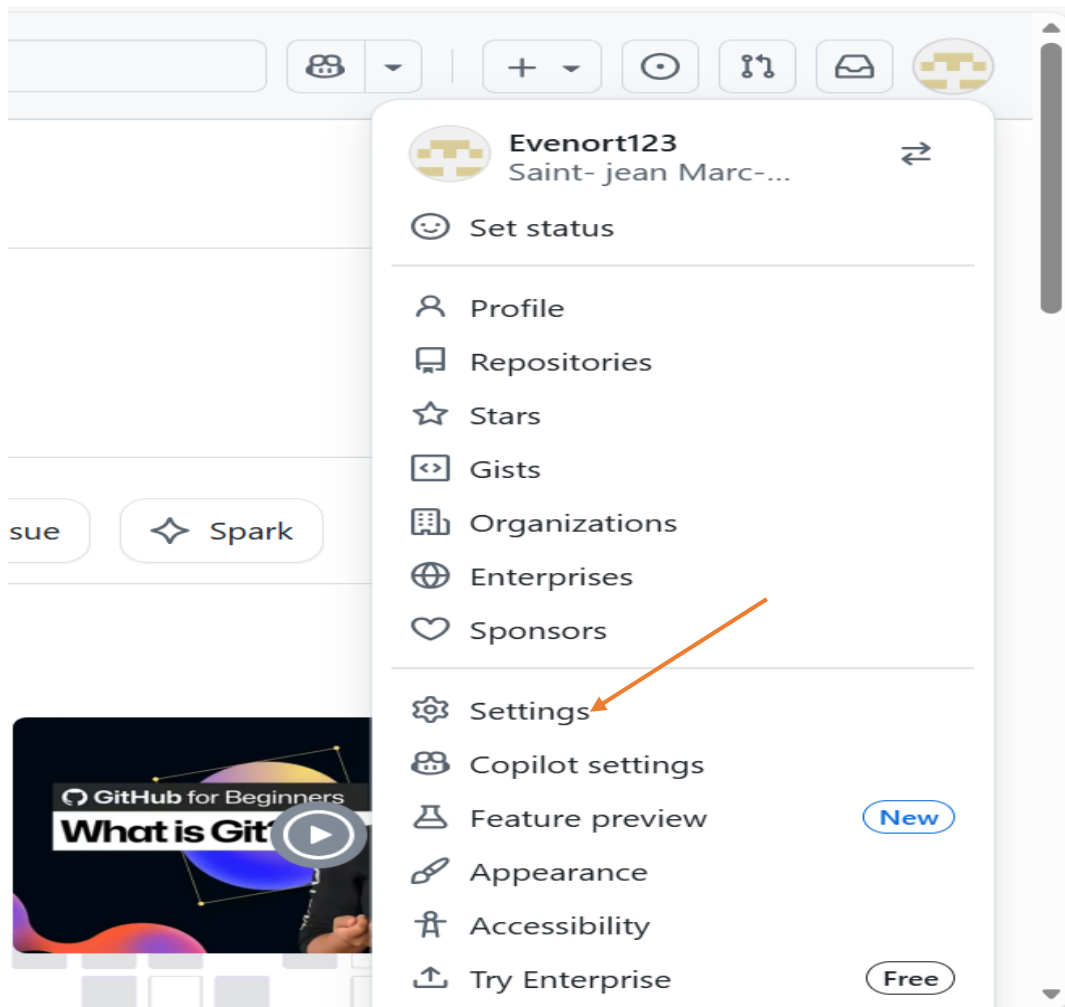 Evenort123
Saint- jean Marc-...
Set status
Profile
Repositories
Stars
Gists
Organizations
Enterprises
Sponsors
sue
Spark
Settings
Copilot settings
Feature preview
New
Appearance
Accessibility
Try Enterprise
Free
GitHub for Beginners
What is Git?